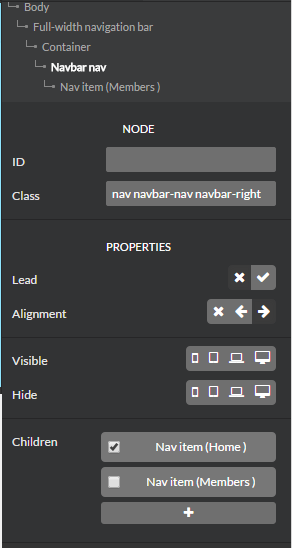 Body
Full-width navigation bar
Container
Navbar nav
Nav item (Members )
NODE
ID
Class nav navbar-nav navbar-right
PROPERTIES
Lead
Alignment
Visible
Hide
Children Nav item (Home )
Nav item (Members )